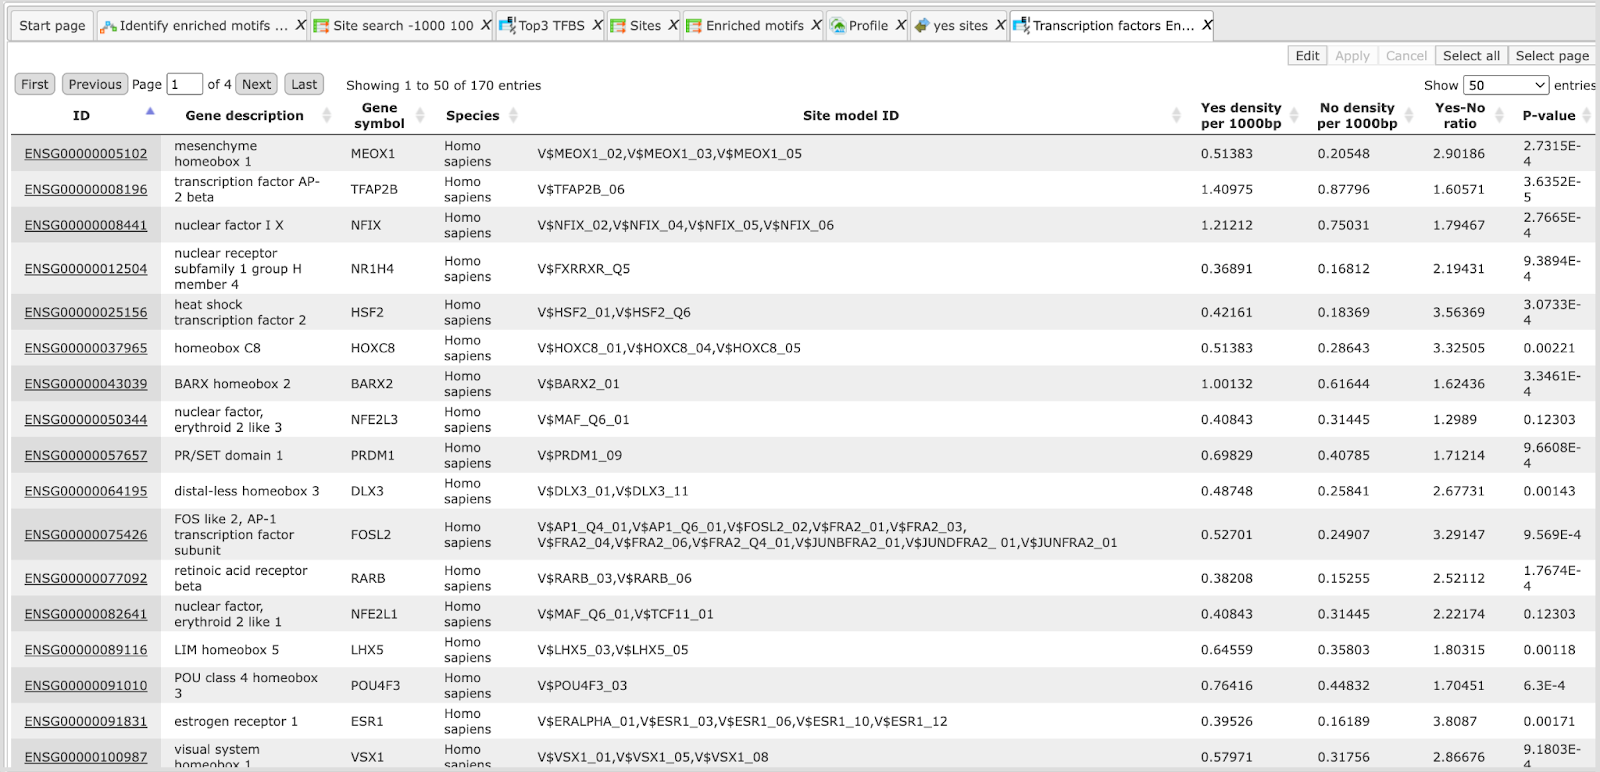 Start page Identify enriched motifs ... X Site search -1000 100 X Top3 TFBS X Sites X Enriched motifs X Profile X yes sites X Transcription factors En... X
Edit Apply Cancel Select all Select page
First Previous Page 1 of 4 Next Last Showing 1 to 50 of 170 entries Show 50 entries
ID Gene description Gene symbol Species Site model ID Yes density per 1000bp No density per 1000bp Yes-No ratio P-value
ENSG00000005102 mesenchyme homeobox 1 MEOX1 Homo sapiens V$MEOX1_02,V$MEOX1_03,V$MEOX1_05 0.51383 0.20548 2.90186 2.7315E-4
ENSG00000008196 transcription factor AP-2 beta TFAP2B Homo sapiens V$TFAP2B_06 1.40975 0.87796 1.60571 3.6352E-5
ENSG00000008441 nuclear factor I X NFIX Homo sapiens V$NFIX_02,V$NFIX_04,V$NFIX_05,V$NFIX_06 1.21212 0.75031 1.79467 2.7665E-4
ENSG00000012504 nuclear receptor subfamily 1 group H member 4 NR1H4 Homo sapiens V$FXRRXR_Q5 0.36891 0.16812 2.19431 9.3894E-4
ENSG00000025156 heat shock transcription factor 2 HSF2 Homo sapiens V$HSF2_01,V$HSF2_Q6 0.42161 0.18369 3.56369 3.0733E-4
ENSG00000037965 homeobox C8 HOXC8 Homo sapiens V$HOXC8_01,V$HOXC8_04,V$HOXC8_05 0.51383 0.28643 3.32505 0.00221
ENSG00000043039 BARX homeobox 2 BARX2 Homo sapiens V$BARX2_01 1.00132 0.61644 1.62436 3.3461E-4
ENSG00000050344 nuclear factor, erythroid 2 like 3 NFE2L3 Homo sapiens V$MAF_Q6_01 0.40843 0.31445 1.2989 0.12303
ENSG00000057657 PR/SET domain 1 PRDM1 Homo sapiens V$PRDM1_09 0.69829 0.40785 1.71214 9.6608E-4
ENSG00000064195 distal-less homeobox 3 DLX3 Homo sapiens V$DLX3_01,V$DLX3_11 0.48748 0.25841 2.67731 0.00143
ENSG00000075426 FOS like 2, AP-1 transcription factor subunit FOSL2 Homo sapiens V$AP1_Q4_01,V$AP1_Q6_01,V$FOSL2_02,V$FRA2_01,V$FRA2_03, V$FRA2_04,V$FRA2_06,V$FRA2_Q4_01,V$JUNBFRA2_01,V$JUNDFRA2_ 01,V$JUNFRA2_01 0.52701 0.24907 3.29147 9.569E-4
ENSG00000077092 retinoic acid receptor beta RARB Homo sapiens V$RARB_03,V$RARB_06 0.38208 0.15255 2.52112 1.7674E-4
ENSG00000082641 nuclear factor, erythroid 2 like 1 NFE2L1 Homo sapiens V$MAF_Q6_01,V$TCF11_01 0.40843 0.31445 2.22174 0.12303
ENSG00000089116 LIM homeobox 5 LHX5 Homo sapiens V$LHX5_03,V$LHX5_05 0.64559 0.35803 1.80315 0.00118
ENSG00000091010 POU class 4 homeobox 3 POU4F3 Homo sapiens V$POU4F3_03 0.76416 0.44832 1.70451 6.3E-4
ENSG00000091831 estrogen receptor 1 ESR1 Homo sapiens V$ERALPHA_01,V$ESR1_03,V$ESR1_06,V$ESR1_10,V$ESR1_12 0.39526 0.16189 3.8087 0.00171
ENSG00000100987 visual system homeobox 1 VSX1 Homo sapiens V$VSX1_01,V$VSX1_05,V$VSX1_08 0.57971 0.31756 2.86676 9.1803E-4